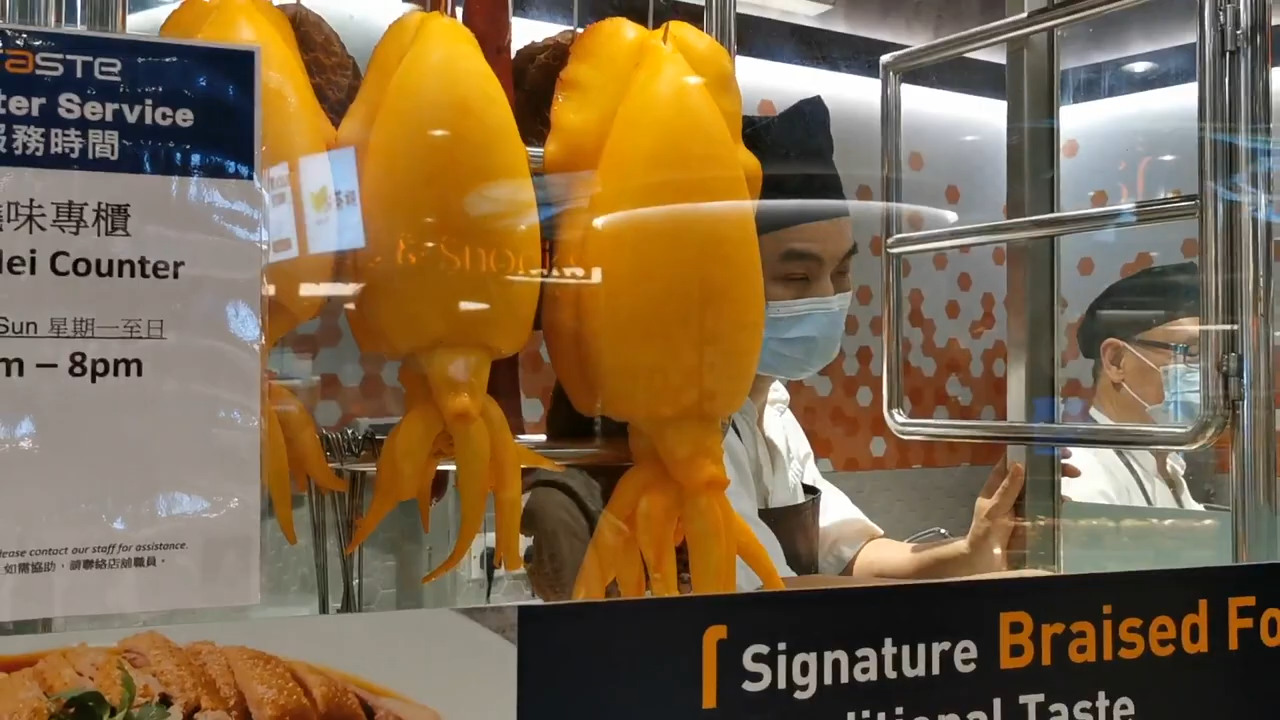 aste
ter Service
服務時間
味專櫃
lei Counter
Sun 星期一至日
m – 8pm
lease contact our staff for assistance.
如需協助，請聯絡店舖職員。
& Snacks
Signature Braised Fo
ditional Taste